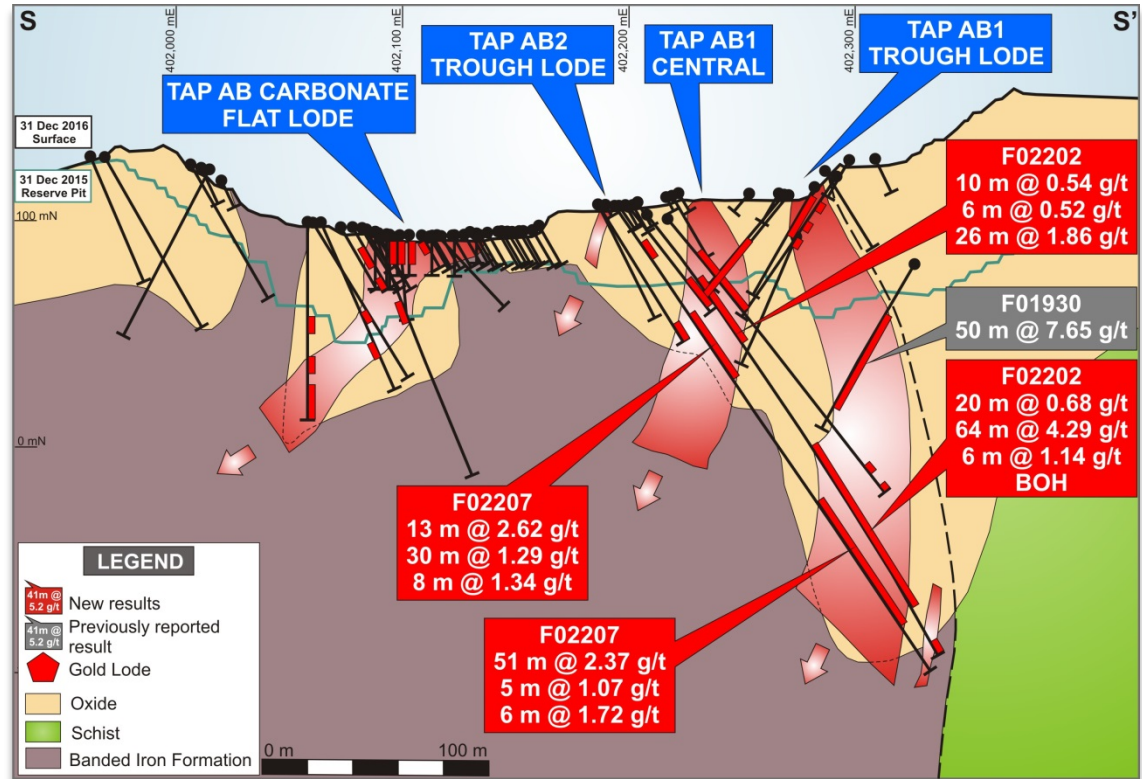 S
S'
402,000 mE
402,100 mE
402,200 mE
402,300 mE
TAP AB CARBONATE
FLAT LODE
TAP AB2
TROUGH LODE
TAP AB1
CENTRAL
TAP AB1
TROUGH LODE
31 Dec 2016
Surface
31 Dec 2015
Reserve Pit
100 mN
0 mN
F02202
10 m @ 0.54 g/t
6 m @ 0.52 g/t
26 m @ 1.86 g/t
F01930
50 m @ 7.65 g/t
F02202
20 m @ 0.68 g/t
64 m @ 4.29 g/t
6 m @ 1.14 g/t
BOH
F02207
13 m @ 2.62 g/t
30 m @ 1.29 g/t
8 m @ 1.34 g/t
F02207
51 m @ 2.37 g/t
5 m @ 1.07 g/t
6 m @ 1.72 g/t
LEGEND
41m @
5.2 g/t
New results
41m @
5.2 g/t
Previously reported
result
Gold Lode
Oxide
Schist
Banded Iron Formation
0 m
100 m